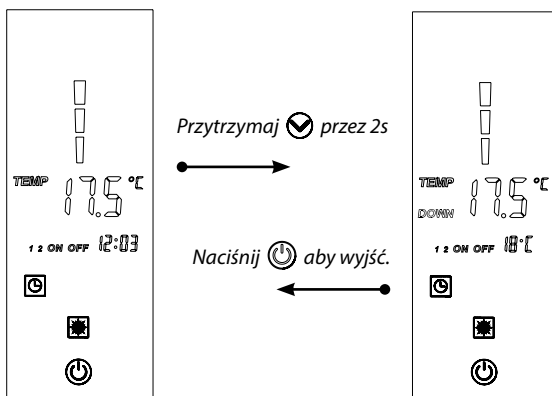 Przytrzymaj przez 2s
TEMP 17.5 °C
1 2 ON OFF 12:03
Naciśnij aby wyjść.
TEMP 17.5 °C
DOWN
1 2 ON OFF 18°C